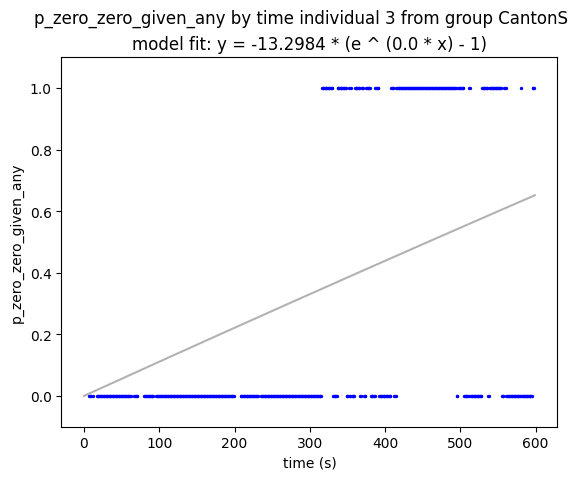 p_zero_zero_given_any by time individual 3 from group CantonS
model fit: y = -13.2984 * (e ^ (0.0 * x) - 1)
1.0
0.8
0.6
0.4
0.2
0.0
p_zero_zero_given_any
0 100 200 300 400 500 600
time (s)